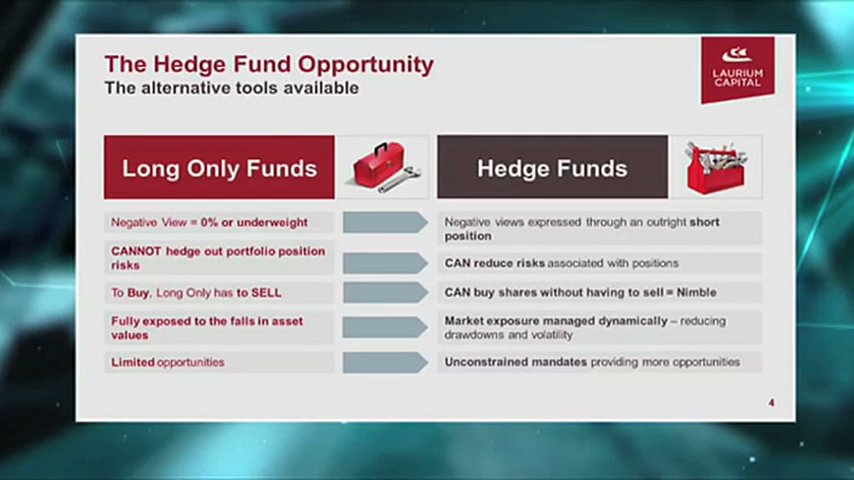 The Hedge Fund Opportunity
The alternative tools available
LAURIUM
CAPITAL
Long Only Funds
Hedge Funds
Negative View = 0% or underweight
Negative views expressed through an outright short
position
CANNOT hedge out portfolio position
risks
CAN reduce risks associated with positions
To Buy, Long Only has to SELL
CAN buy shares without having to sell = Nimble
Fully exposed to the falls in asset
values
Market exposure managed dynamically – reducing
drawdowns and volatility
Limited opportunities
Unconstrained mandates providing more opportunities
4